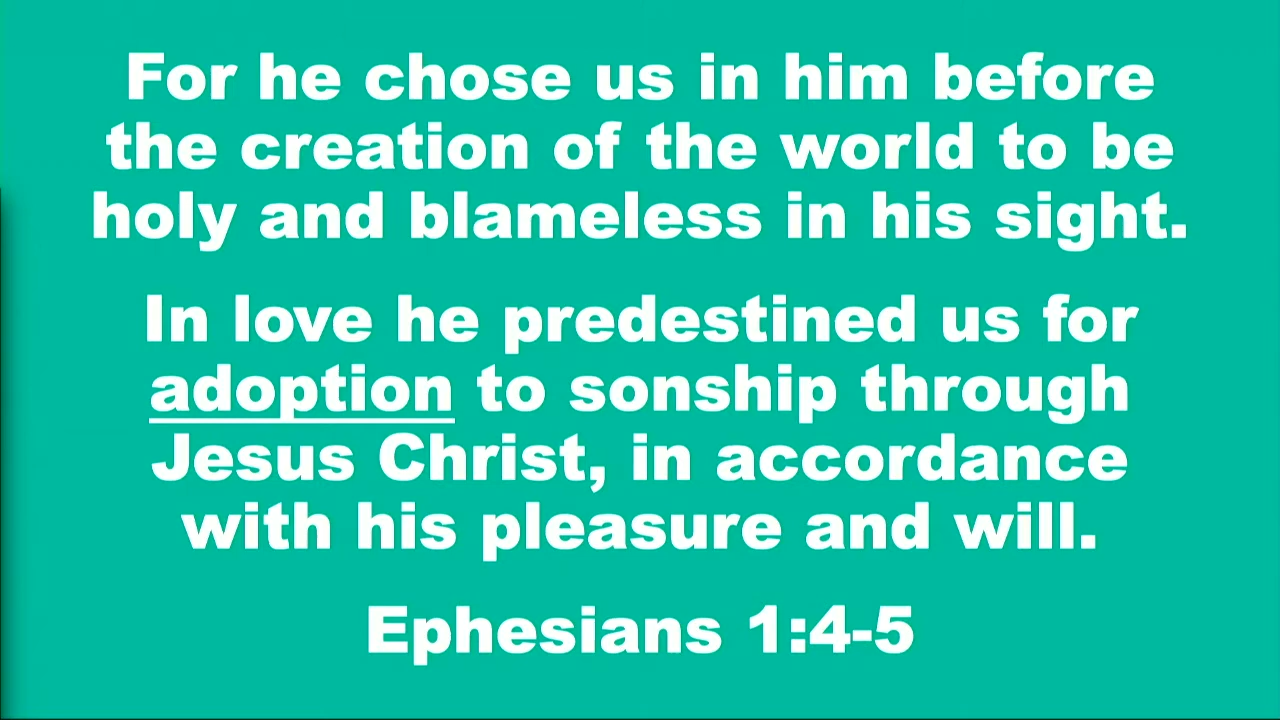 For he chose us in him before
the creation of the world to be
holy and blameless in his sight.
In love he predestined us for
adoption to sonship through
Jesus Christ, in accordance
with his pleasure and will.
Ephesians 1:4-5